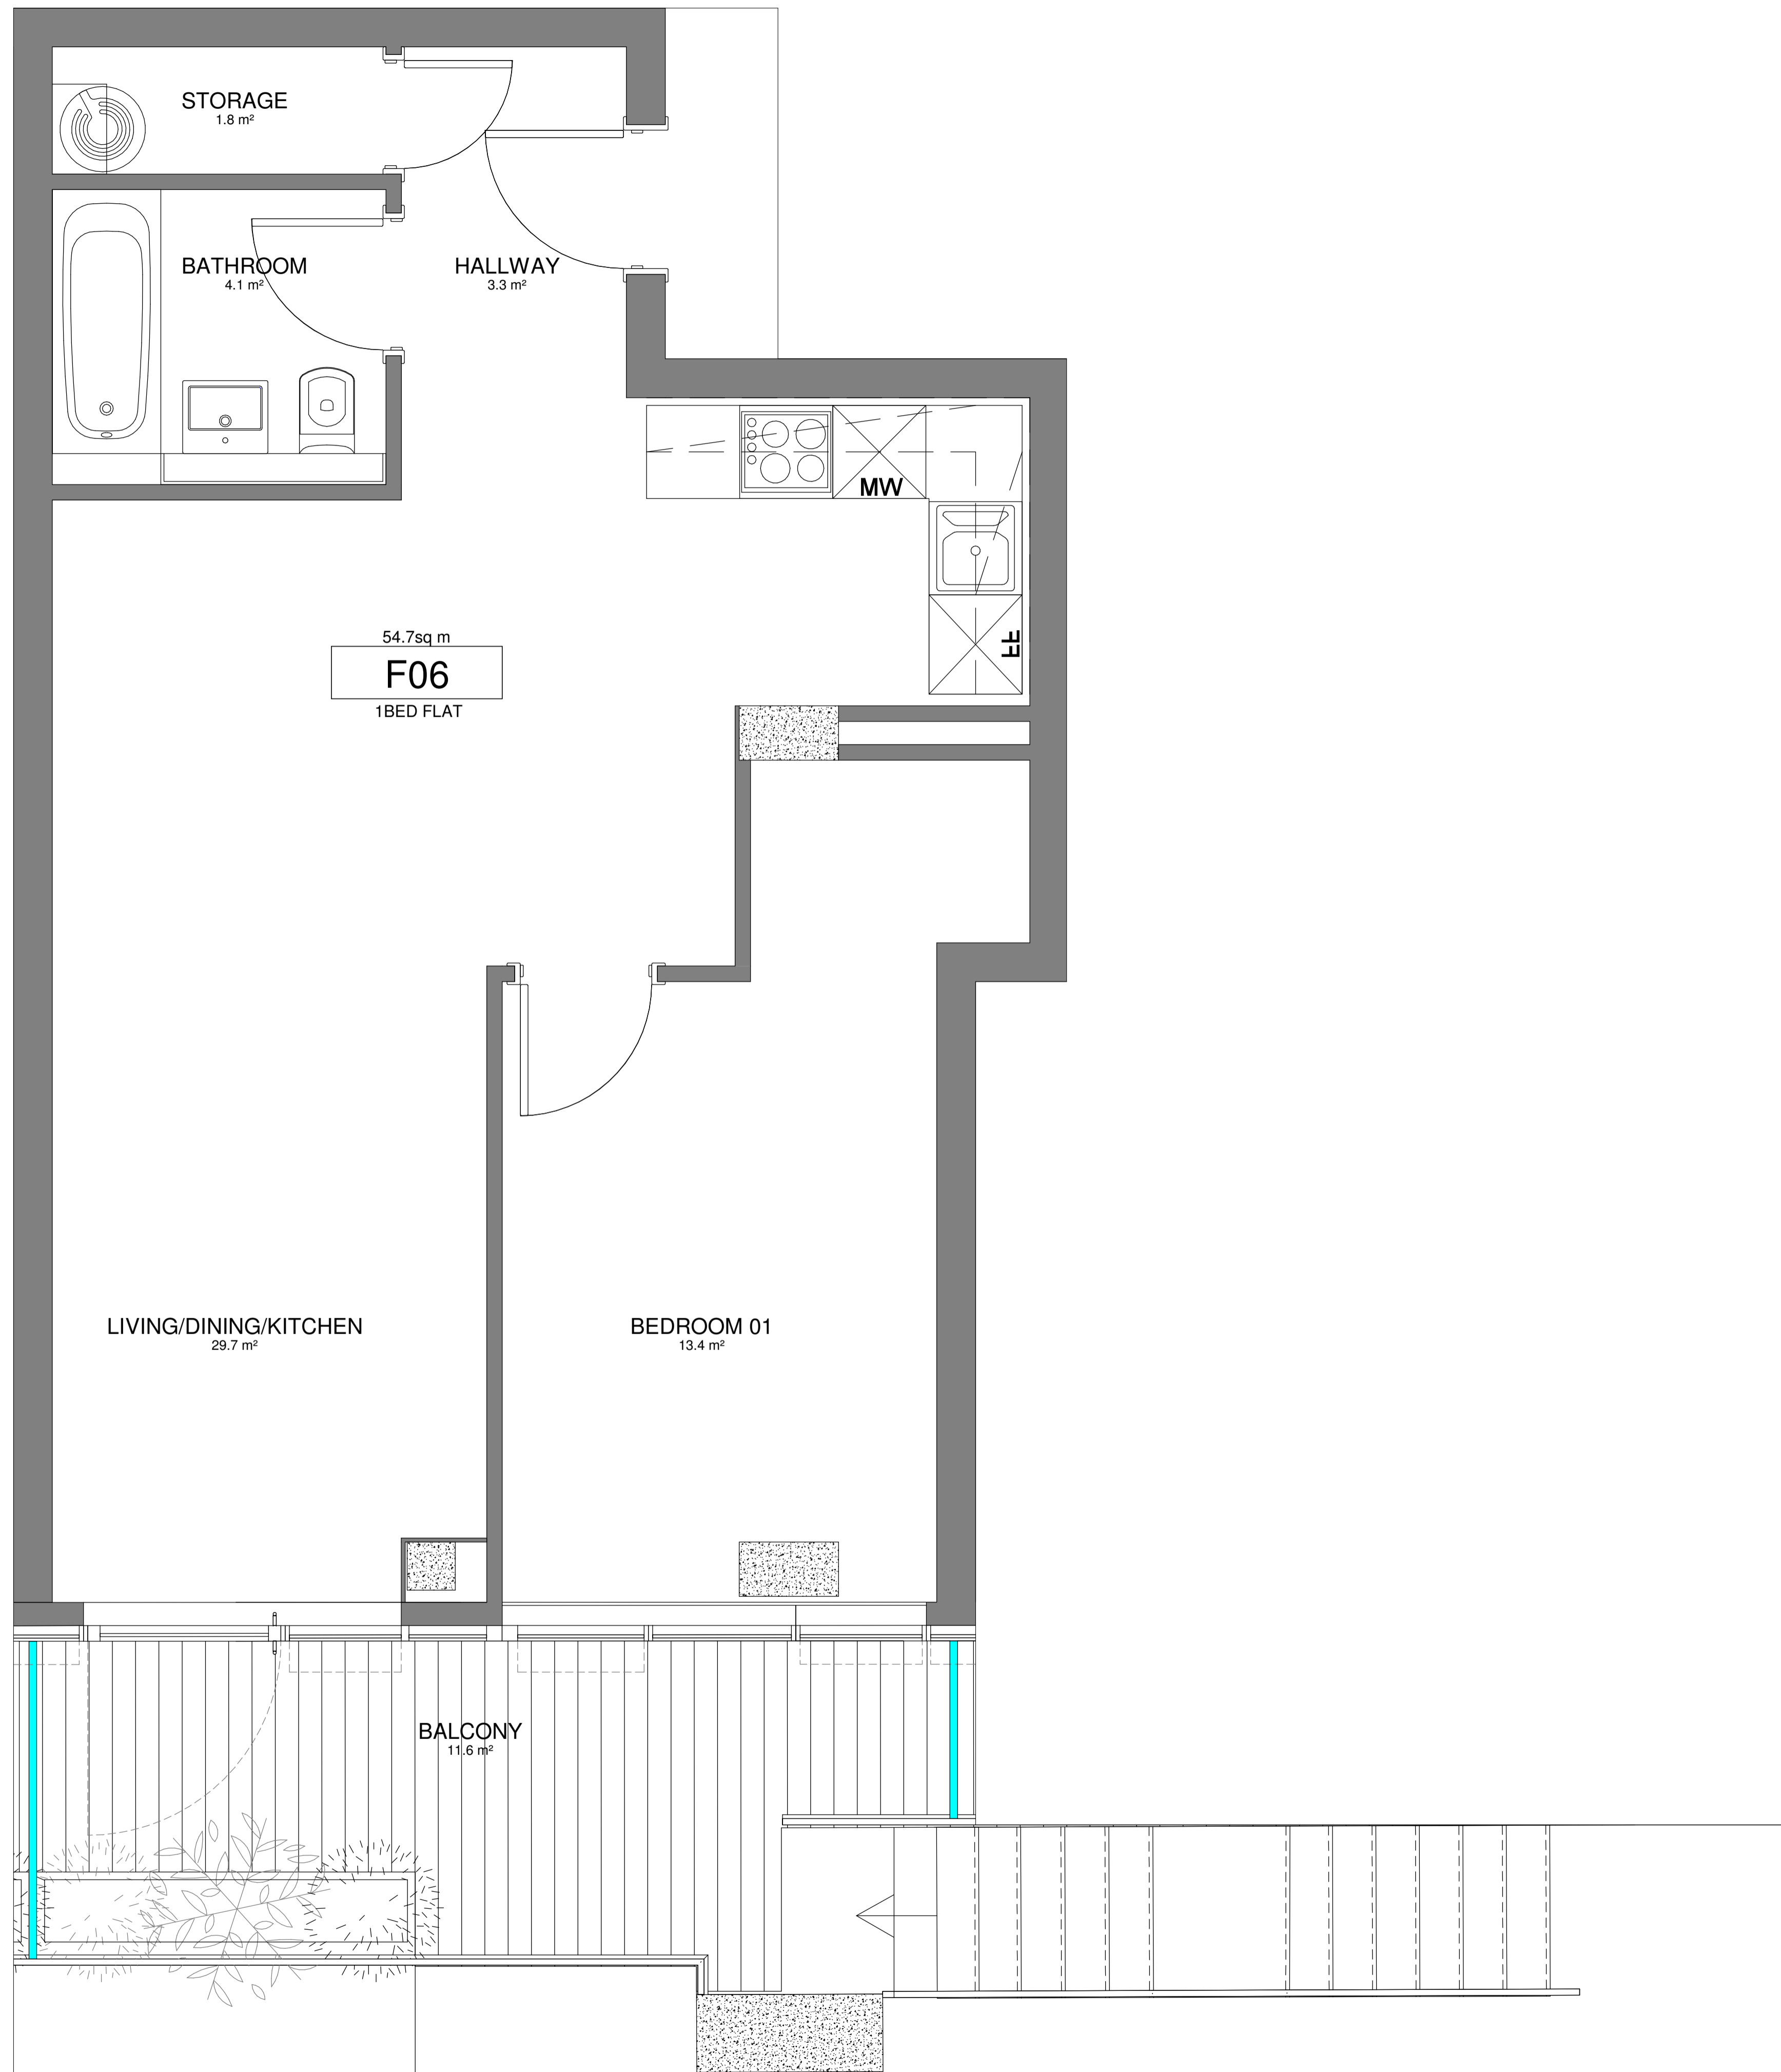 STORAGE
1.8 m²
BATHROOM
4.1 m²
HALLWAY
3.3 m²
MW
FF
54.7sq m
F06
1BED FLAT
LIVING/DINING/KITCHEN
29.7 m²
BEDROOM 01
13.4 m²
BALCONY
11.6 m²